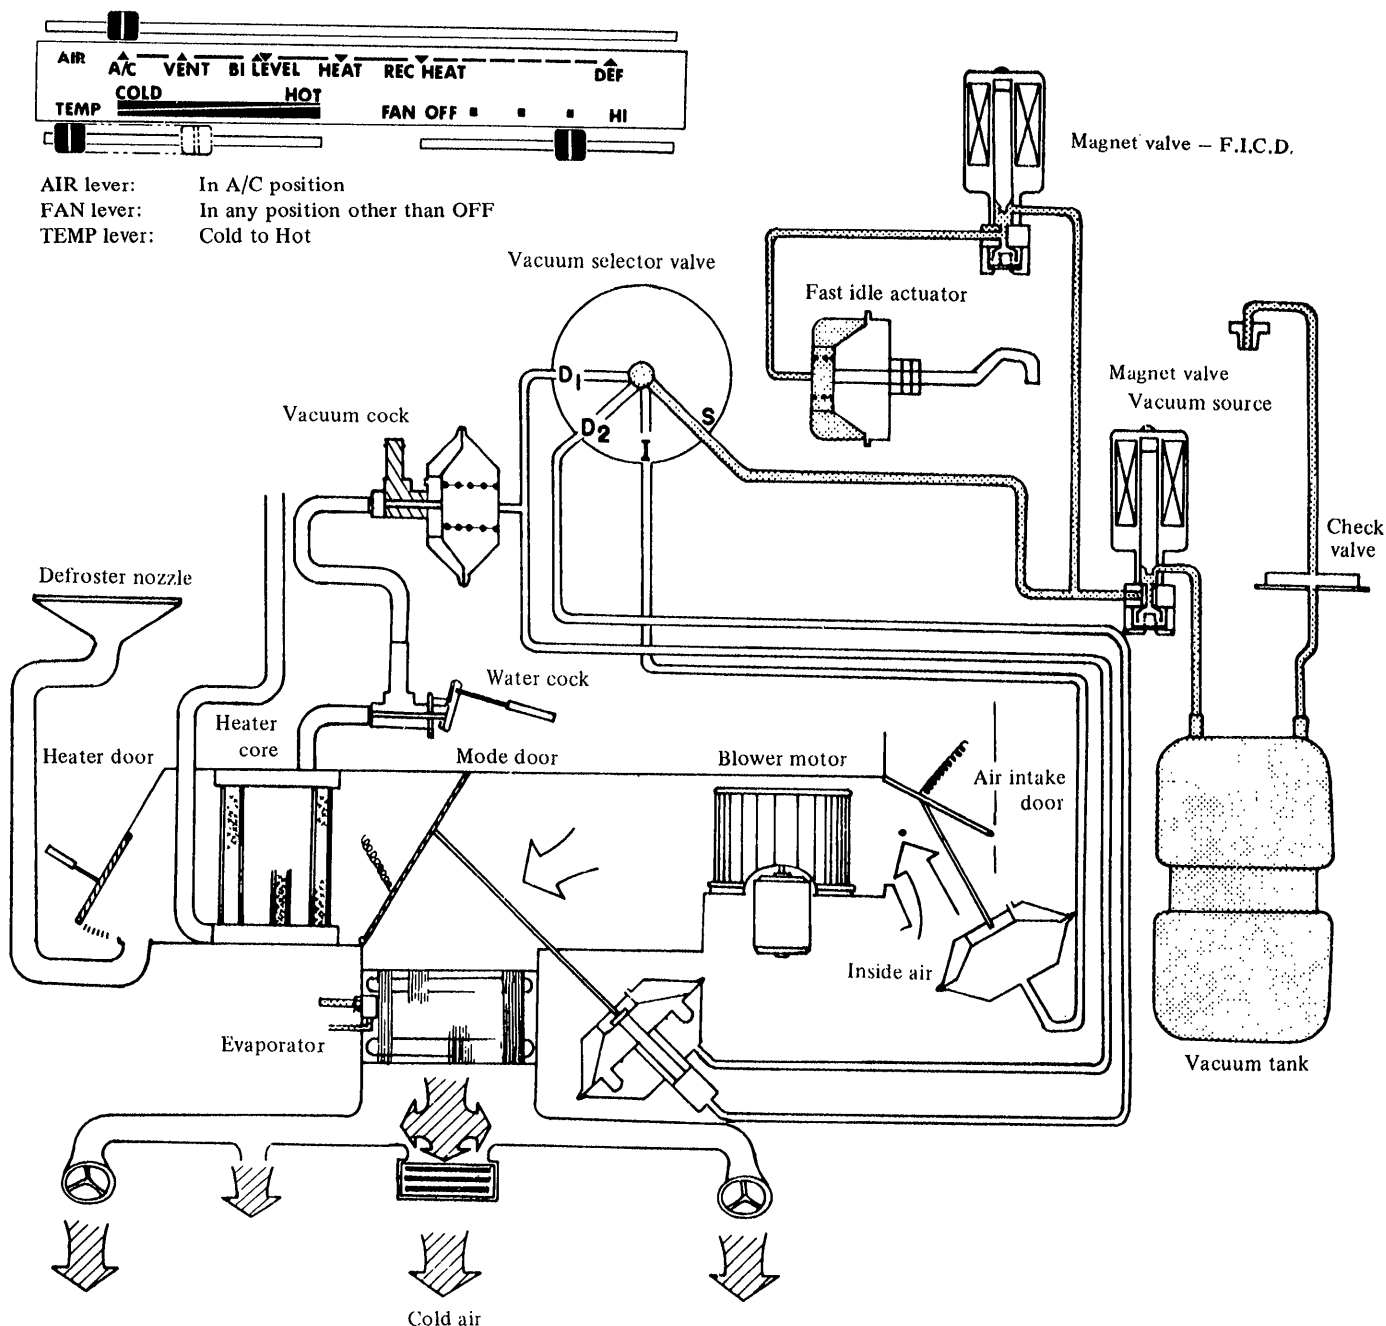 AIR A/C VENT BI LEVEL HEAT REC HEAT DEF
COLD HOT
TEMP FAN OFF HI
AIR lever: In A/C position
FAN lever: In any position other than OFF
TEMP lever: Cold to Hot
Magnet valve – F.I.C.D.
Vacuum selector valve
Fast idle actuator
Magnet valve
Vacuum source
D1
D2
I
S
Vacuum cock
Check
valve
Defroster nozzle
Water cock
Heater
core
Heater door
Mode door
Blower motor
Air intake
door
Inside air
Evaporator
Vacuum tank
Cold air